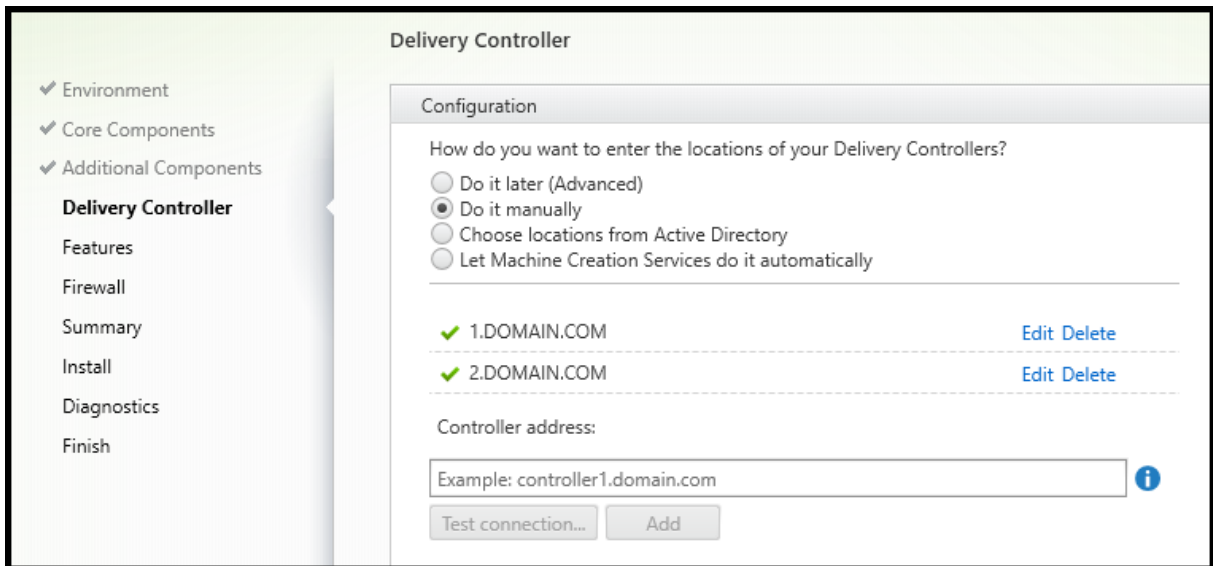 Delivery Controller
Environment
Core Components
Additional Components
Delivery Controller
Features
Firewall
Summary
Install
Diagnostics
Finish
Configuration
How do you want to enter the locations of your Delivery Controllers?
Do it later (Advanced)
Do it manually
Choose locations from Active Directory
Let Machine Creation Services do it automatically
1.DOMAIN.COM Edit Delete
2.DOMAIN.COM Edit Delete
Controller address:
Example: controller1.domain.com
Test connection... Add